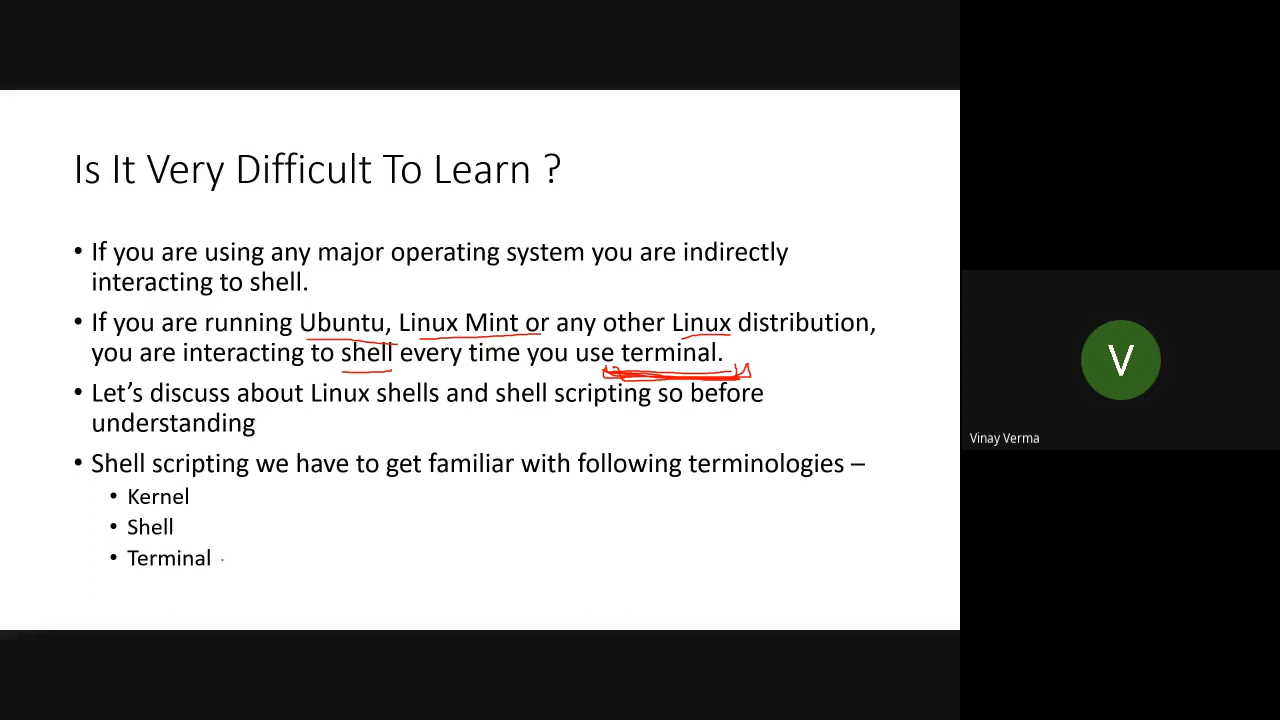 Is It Very Difficult To Learn ?
• If you are using any major operating system you are indirectly
interacting to shell.
• If you are running Ubuntu, Linux Mint or any other Linux distribution,
you are interacting to shell every time you use terminal.
• Let’s discuss about Linux shells and shell scripting so before
understanding
• Shell scripting we have to get familiar with following terminologies –
• Kernel
• Shell
• Terminal
V
Vinay Verma